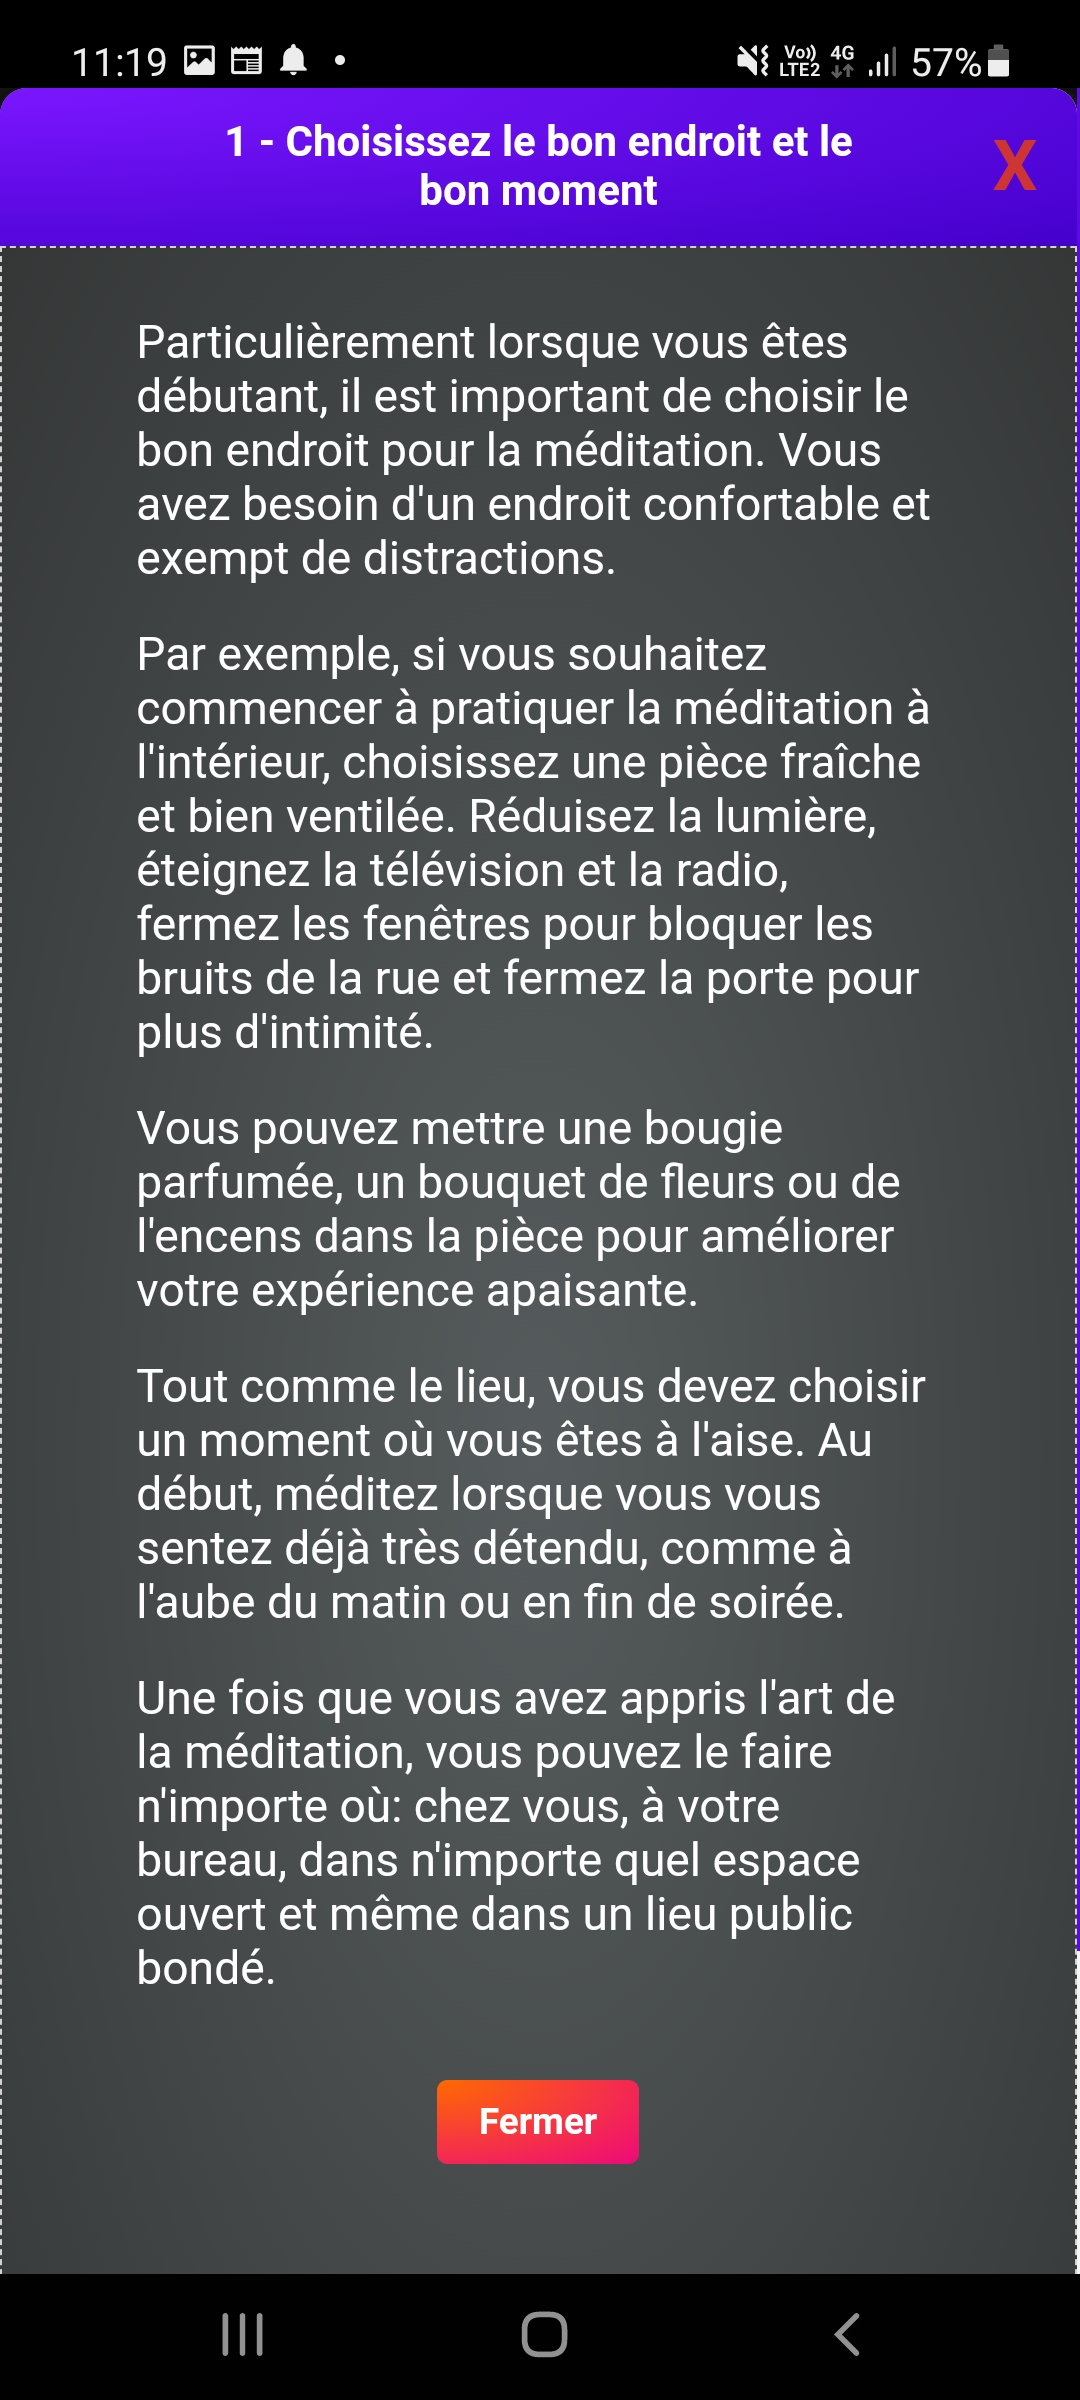 11:19
Vo)) LTE2 4G 57%
1 - Choisissez le bon endroit et le
bon moment
X
Particulièrement lorsque vous êtes
débutant, il est important de choisir le
bon endroit pour la méditation. Vous
avez besoin d'un endroit confortable et
exempt de distractions.
Par exemple, si vous souhaitez
commencer à pratiquer la méditation à
l'intérieur, choisissez une pièce fraîche
et bien ventilée. Réduisez la lumière,
éteignez la télévision et la radio,
fermez les fenêtres pour bloquer les
bruits de la rue et fermez la porte pour
plus d'intimité.
Vous pouvez mettre une bougie
parfumée, un bouquet de fleurs ou de
l'encens dans la pièce pour améliorer
votre expérience apaisante.
Tout comme le lieu, vous devez choisir
un moment où vous êtes à l'aise. Au
début, méditez lorsque vous vous
sentez déjà très détendu, comme à
l'aube du matin ou en fin de soirée.
Une fois que vous avez appris l'art de
la méditation, vous pouvez le faire
n'importe où: chez vous, à votre
bureau, dans n'importe quel espace
ouvert et même dans un lieu public
bondé.
Fermer